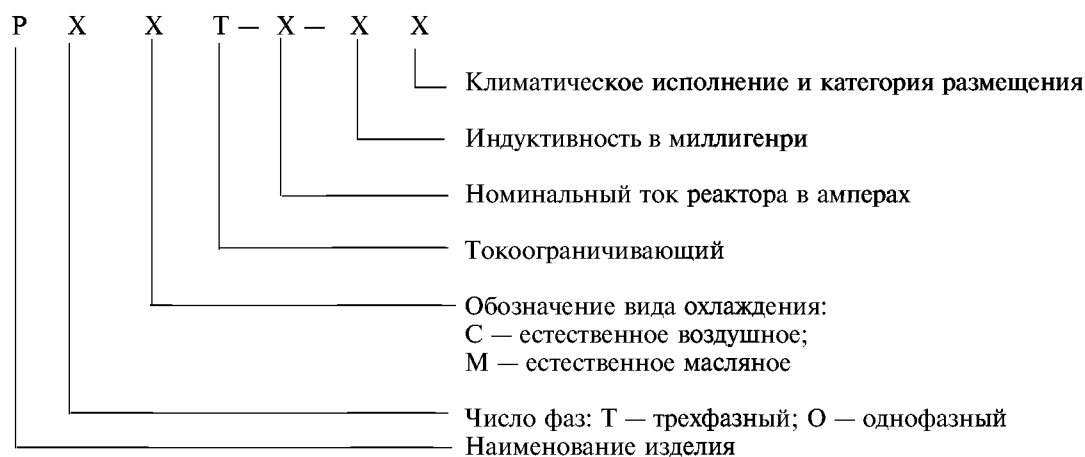 Р Х Х Т — Х — Х Х
Климатическое исполнение и категория размещения
Индуктивность в миллигенри
Номинальный ток реактора в амперах
Токоограничивающий
Обозначение вида охлаждения:
С — естественное воздушное;
М — естественное масляное
Число фаз: Т — трехфазный; О — однофазный
Наименование изделия